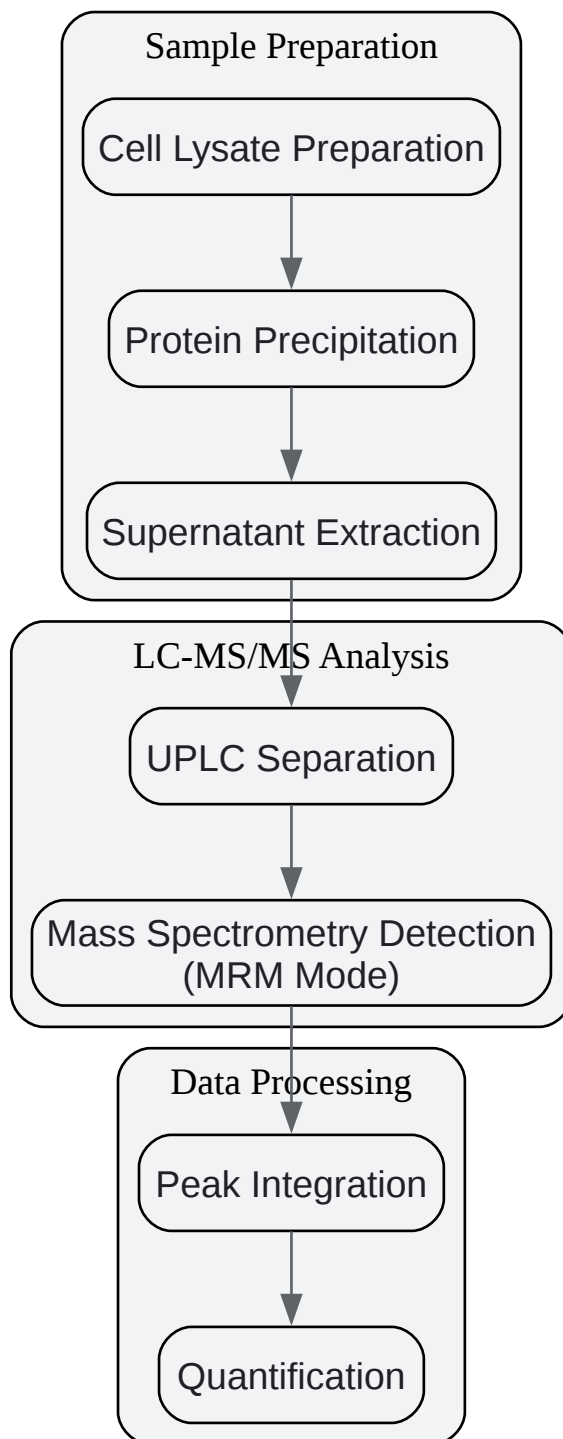 Sample Preparation
Cell Lysate Preparation
Protein Precipitation
Supernatant Extraction
LC-MS/MS Analysis
UPLC Separation
Mass Spectrometry Detection
(MRM Mode)
Data Processing
Peak Integration
Quantification